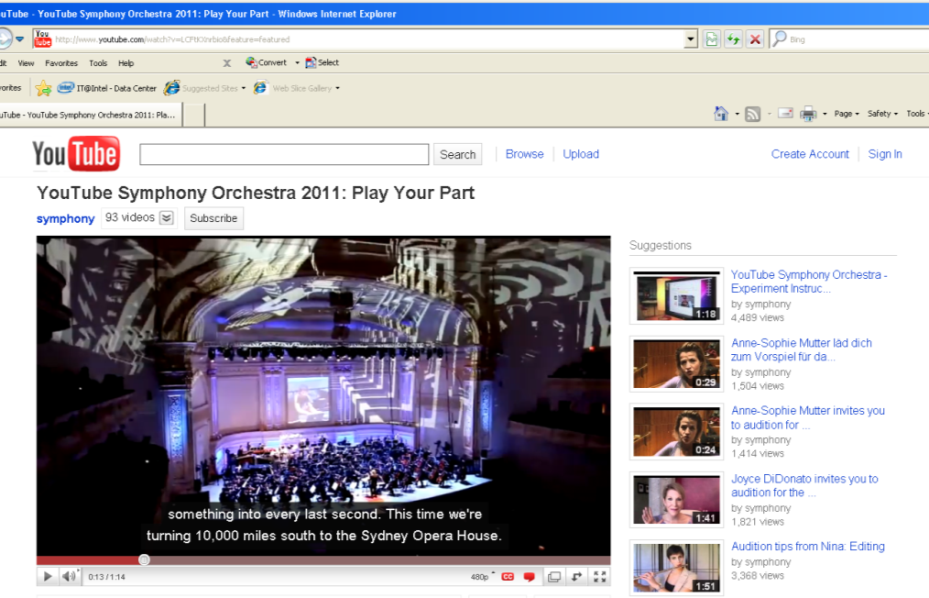 uTube - YouTube Symphony Orchestra 2011: Play Your Part - Windows Internet Explorer
You Tube http://www.youtube.com/ Bing
dit View Favorites Tools Help X Convert Select
vorites IT@Intel - Data Center Suggested Sites Web Slice Gallery
uTube - YouTube Symphony Orchestra 2011: Pla... Page Safety Tools
You Tube Search Browse Upload Create Account Sign In
YouTube Symphony Orchestra 2011: Play Your Part
symphony 93 videos Subscribe
something into every last second. This time we're
turning 10,000 miles south to the Sydney Opera House.
0:13 / 1:14 480p CC
Suggestions
YouTube Symphony Orchestra -
Experiment Instruc...
by symphony
4,489 views
1:18
Anne-Sophie Mutter läd dich
zum Vorspiel für da...
by symphony
1,504 views
0:29
Anne-Sophie Mutter invites you
to audition for ...
by symphony
1,414 views
0:24
Joyce DiDonato invites you to
audition for the ...
by symphony
1,821 views
1:41
Audition tips from Nina: Editing
by symphony
3,368 views
1:51